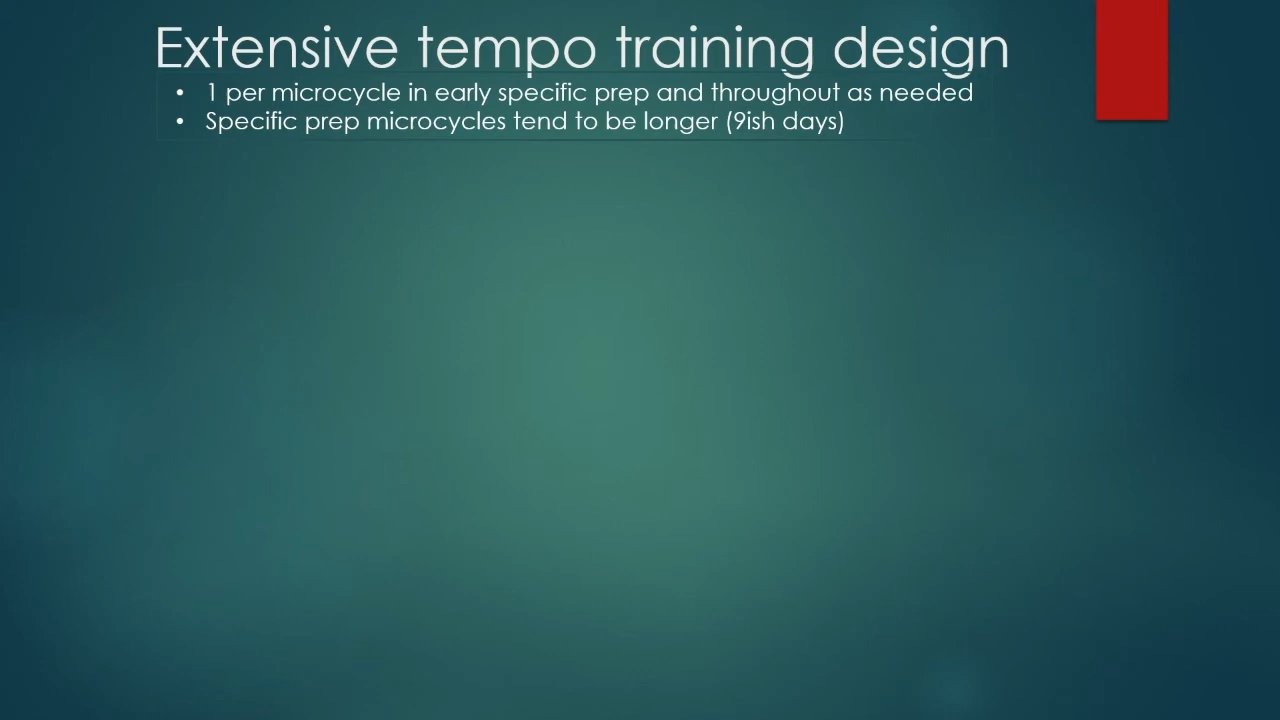 Extensive tempo training design
• 1 per microcycle in early specific prep and throughout as needed
• Specific prep microcycles tend to be longer (9ish days)